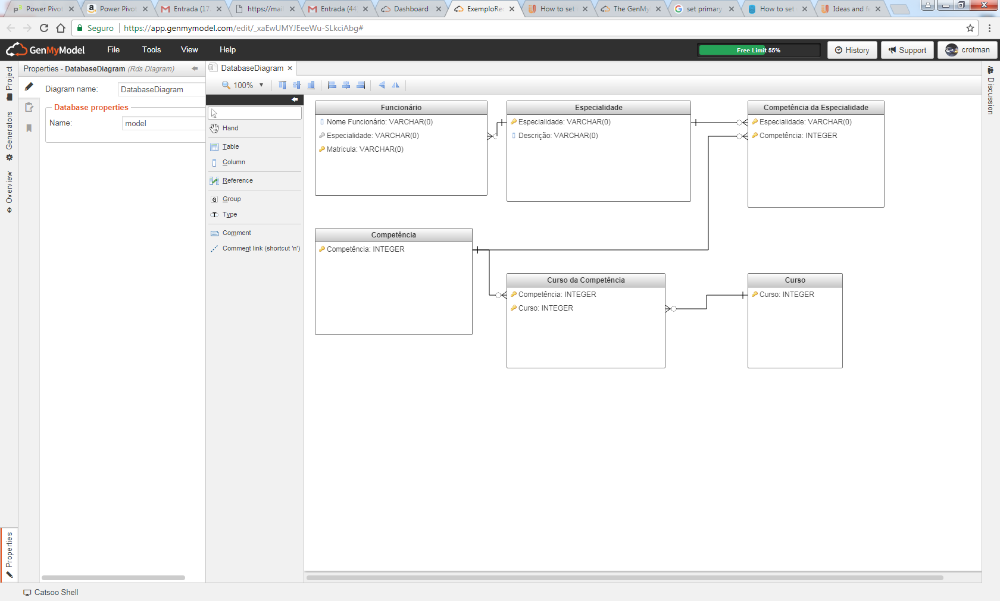 Power Pivot
Power Pivot
Entrada (17
https://mai
Entrada (44
Dashboard
ExemploRec
How to set
The GenMy
set primary
How to set
Ideas and fe
Seguro
https://app.genmymodel.com/edit/_xaEwUMYJEeeWu-SLkciAbg#
GenMyModel
File
Tools
View
Help
Free Limit 55%
History
Support
crotman
Project
Generators
Overview
Properties
Properties - DatabaseDiagram (Rds Diagram)
Diagram name:
DatabaseDiagram
Database properties
Name:
model
DatabaseDiagram
100%
Hand
Table
Column
Reference
Group
Type
Comment
Comment link (shortcut 'n')
Funcionário
Nome Funcionário: VARCHAR(0)
Especialidade: VARCHAR(0)
Matricula: VARCHAR(0)
Especialidade
Especialidade: VARCHAR(0)
Descrição: VARCHAR(0)
Competência da Especialidade
Especialidade: VARCHAR(0)
Competência: INTEGER
Competência
Competência: INTEGER
Curso da Competência
Competência: INTEGER
Curso: INTEGER
Curso
Curso: INTEGER
Discussion
Catsoo Shell